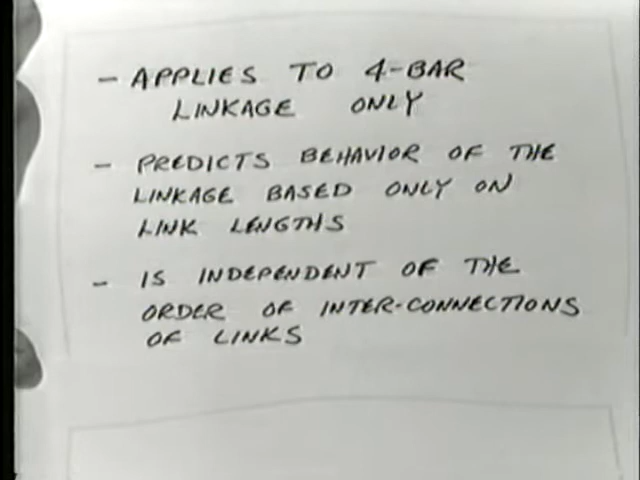 - APPLIES TO 4-BAR
LINKAGE ONLY
- PREDICTS BEHAVIOR OF THE
LINKAGE BASED ONLY ON
LINK LENGTHS
- IS INDEPENDENT OF THE
ORDER OF INTER-CONNECTIONS
OF LINKS